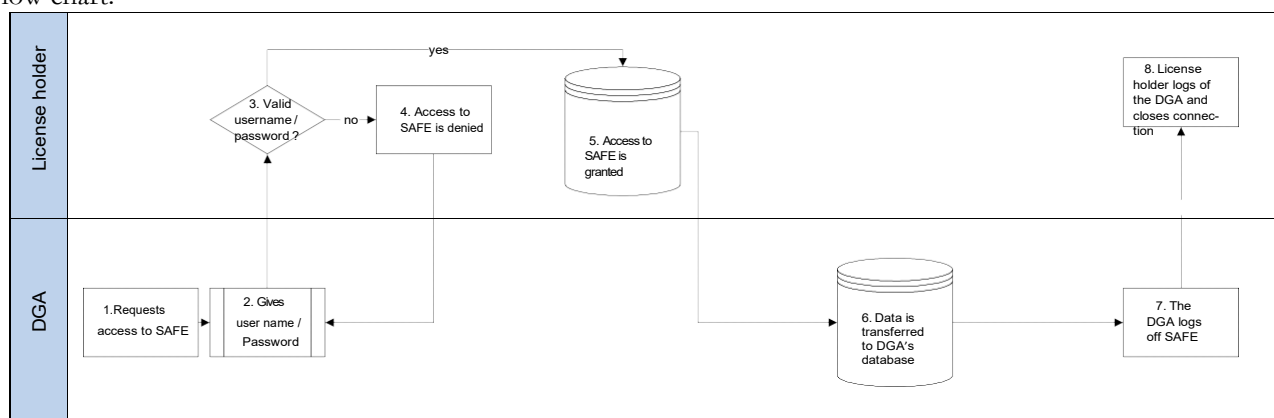 low chart.
License holder
yes
3. Valid
username /
password ?
no
4. Access to
SAFE is denied
5. Access to
SAFE is
granted
8. License
holder logs of
the DGA and
closes connec-
tion
DGA
1.Requests
access to SAFE
2. Gives
user name /
Password
6. Data is
transferred
to DGA's
database
7. The
DGA logs
off SAFE